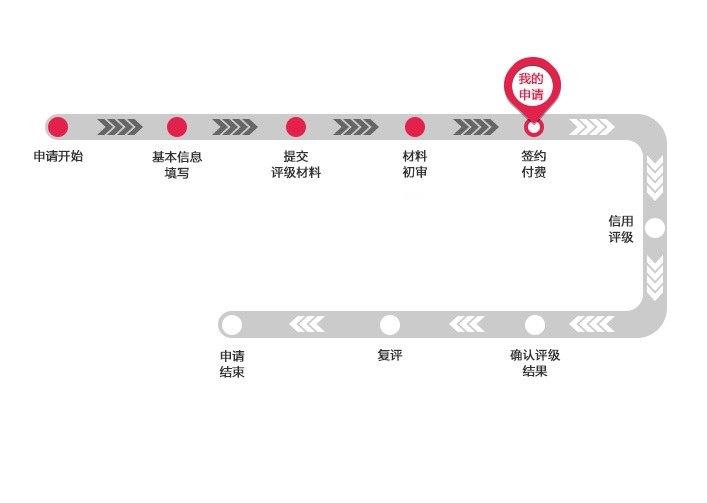 我的
申请
申请开始
基本信息
填写
提交
评级材料
材料
初审
签约
付费
信用
评级
确认评级
结果
复评
申请
结束